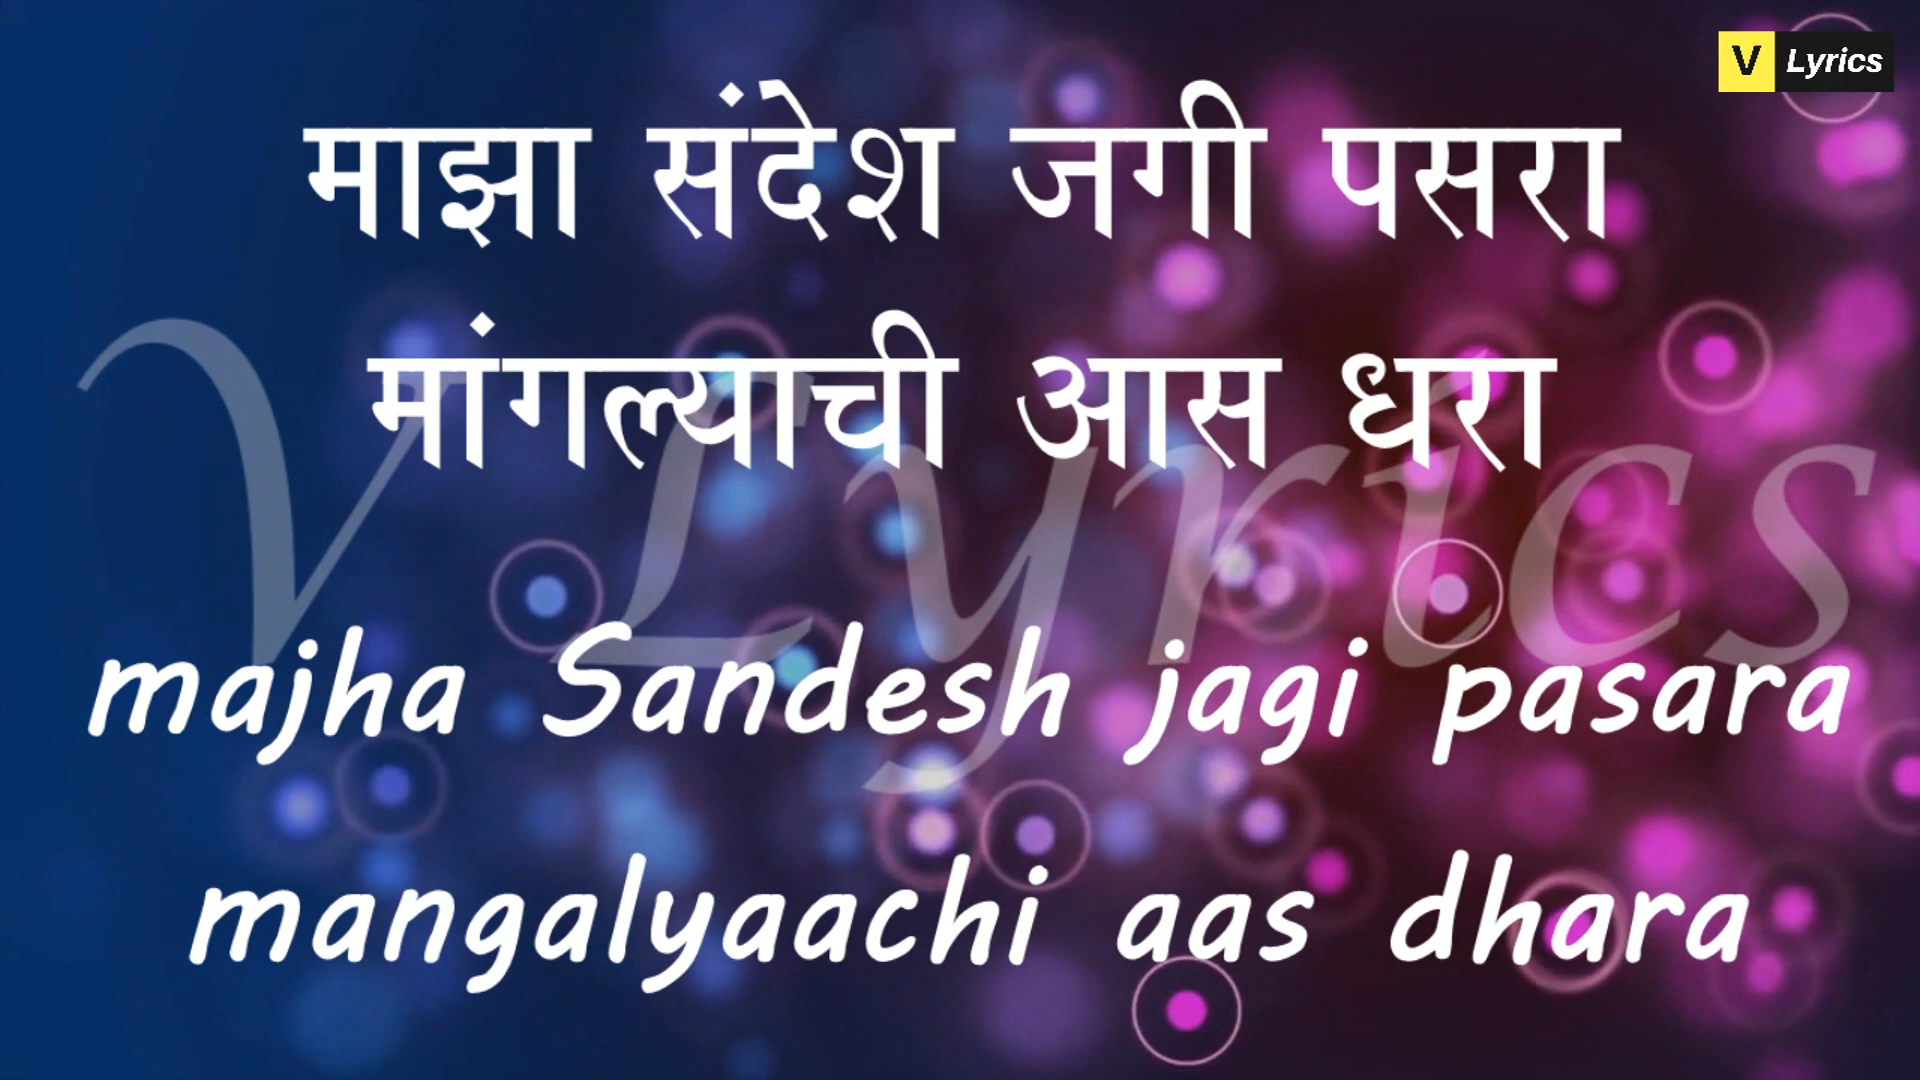 V Lyrics
माझा संदेश जगी पसरा
मांगल्याची आस धरा
V Lyrics
majha Sandesh jagi pasara
mangalyaachi aas dhara